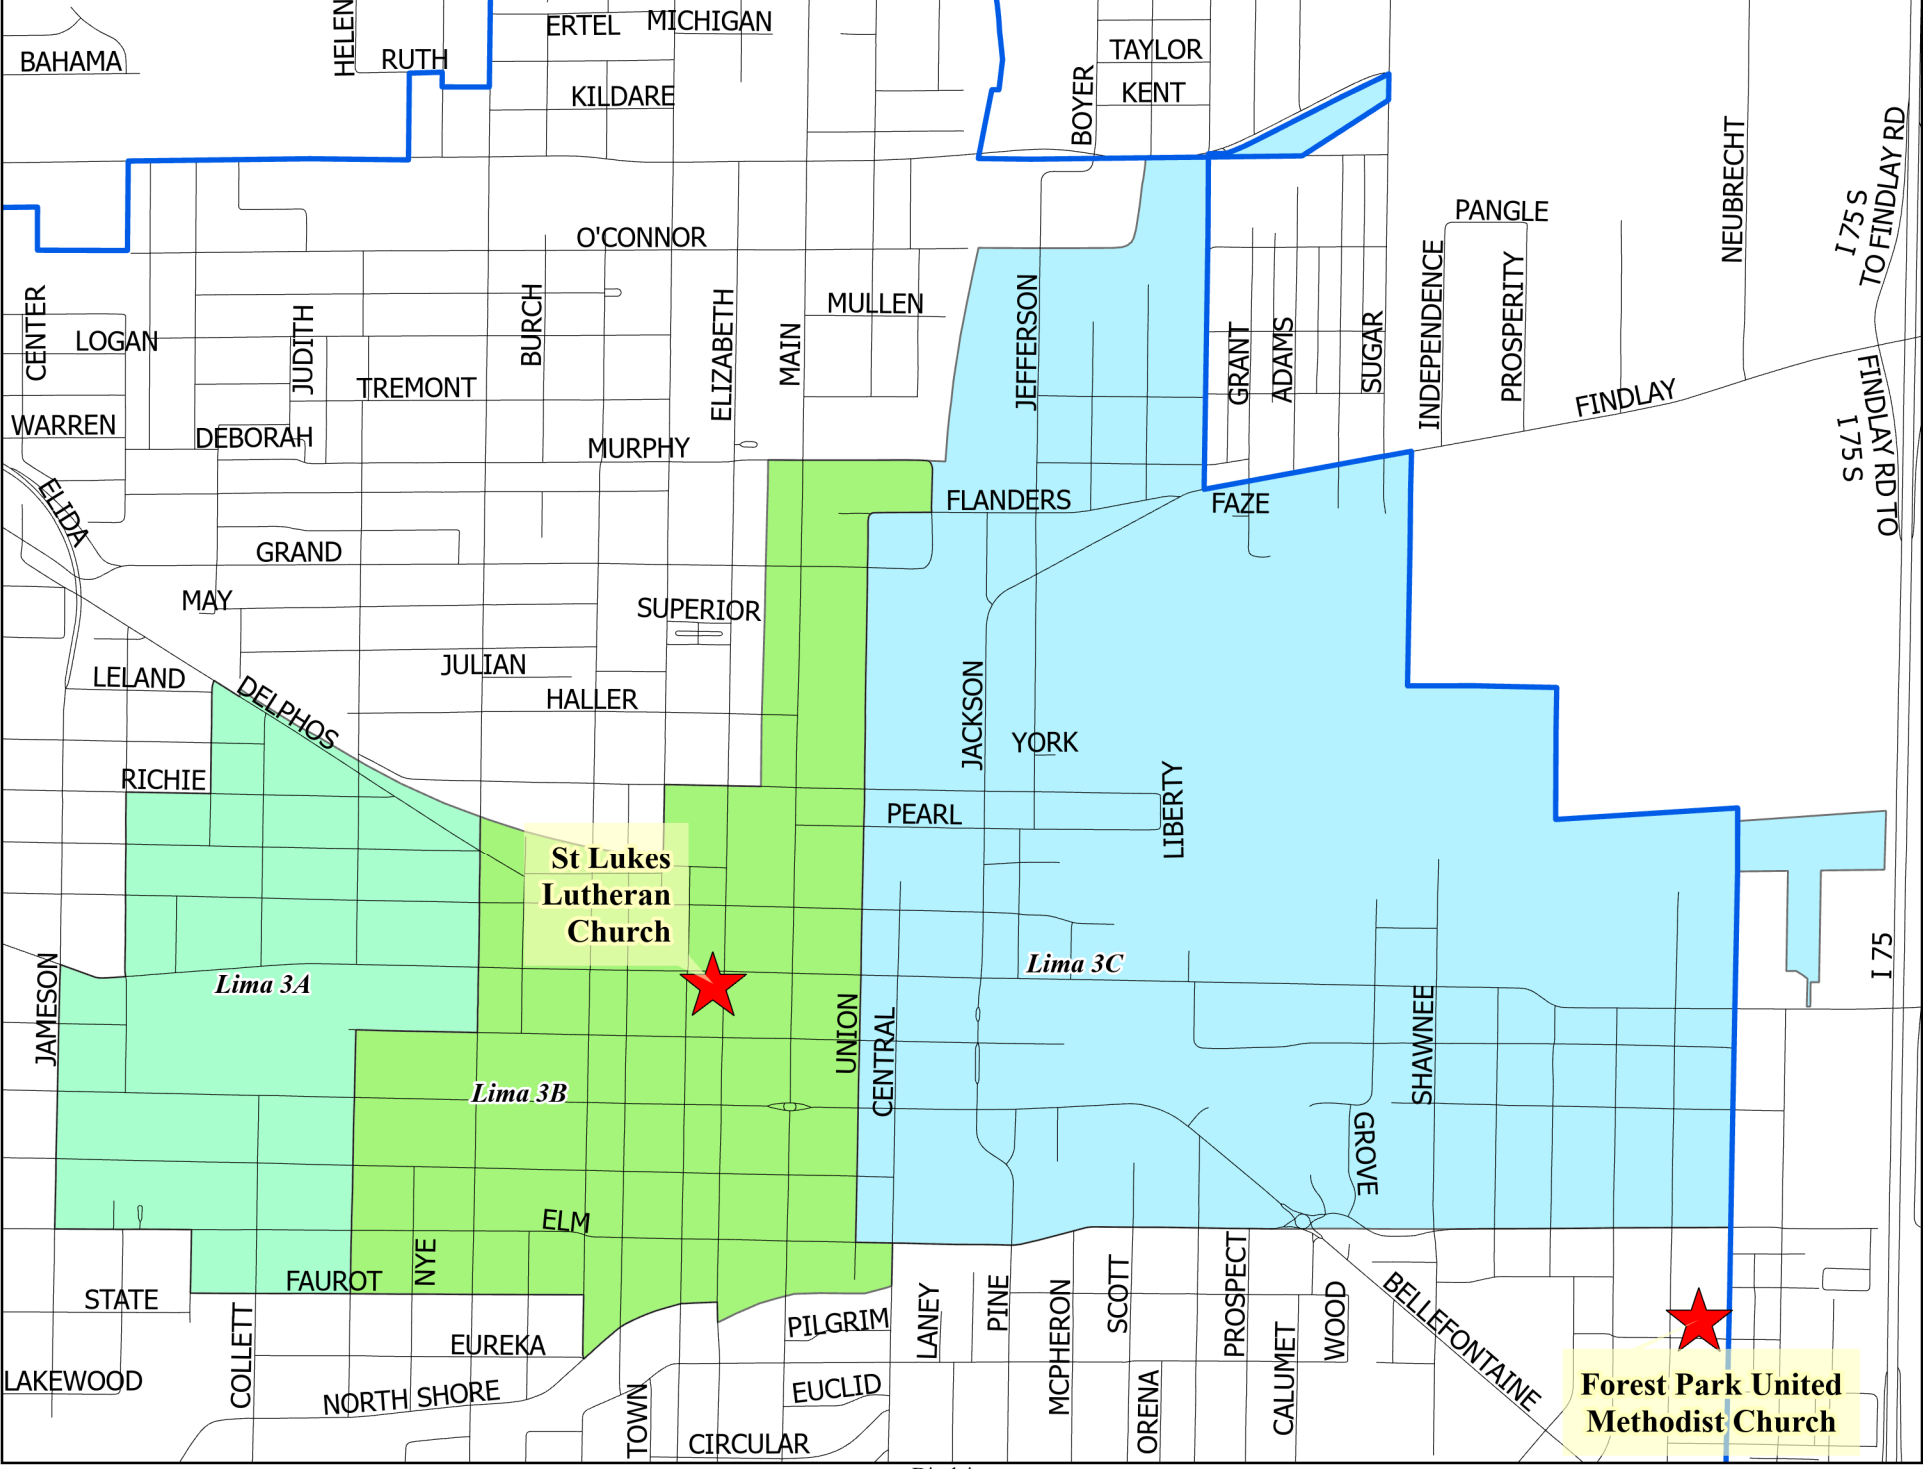 HELEN
ERTEL
MICHIGAN
BAHAMA
RUTH
TAYLOR
KILDARE
BOYER
KENT
NEUBRECHT
I 75 S
TO FINDLAY RD
O'CONNOR
PANGLE
CENTER
LOGAN
JUDITH
BURCH
ELIZABETH
MAIN
MULLEN
JEFFERSON
GRANT
ADAMS
SUGAR
INDEPENDENCE
PROSPERITY
TREMONT
FINDLAY
WARREN
DEBORAH
MURPHY
FINDLAY RD TO
I 75 S
ELIDA
FLANDERS
FAZE
GRAND
MAY
SUPERIOR
LELAND
JULIAN
DELPHOS
HALLER
JACKSON
YORK
RICHIE
PEARL
LIBERTY
St Lukes
Lutheran
Church
JAMESON
Lima 3A
Lima 3C
I 75
UNION
CENTRAL
SHAWNEE
Lima 3B
GROVE
ELM
NYE
FAUROT
STATE
COLLETT
EUREKA
PILGRIM
LANEY
PINE
MCPHERON
SCOTT
PROSPECT
CALUMET
WOOD
BELLEFONTAINE
LAKEWOOD
NORTH SHORE
TOWN
EUCLID
ORENA
CIRCULAR
Forest Park United
Methodist Church